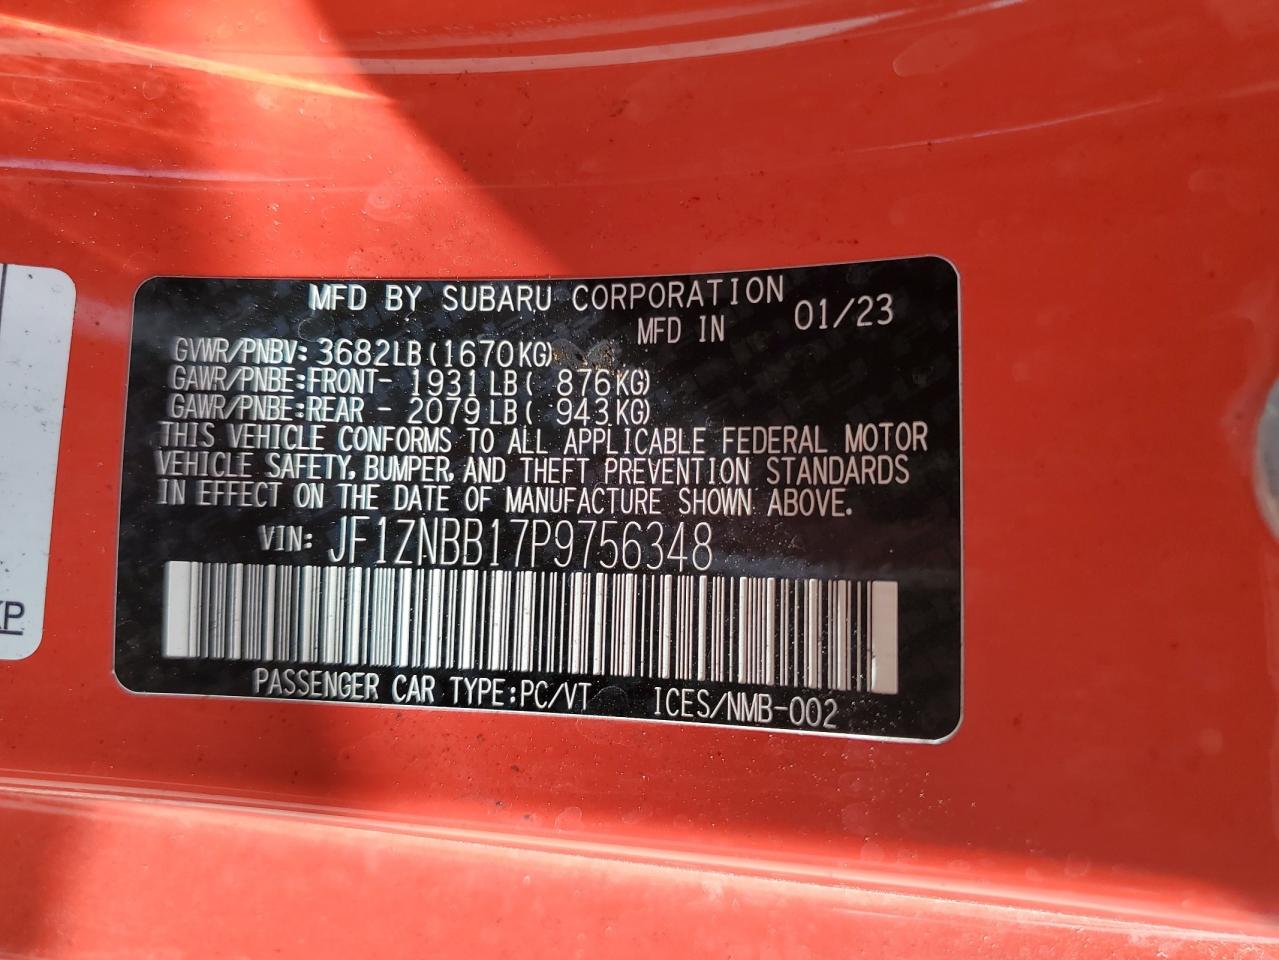 MFD BY SUBARU CORPORATION
MFD IN 01/23
GVWR/PNBV: 3682LB (1670KG)
GAWR/PNBE: FRONT- 1931LB ( 876KG)
GAWR/PNBE: REAR - 2079LB ( 943KG)
THIS VEHICLE CONFORMS TO ALL APPLICABLE FEDERAL MOTOR
VEHICLE SAFETY, BUMPER, AND THEFT PREVENTION STANDARDS
IN EFFECT ON THE DATE OF MANUFACTURE SHOWN ABOVE.
VIN: JF1ZNBB17P9756348
PASSENGER CAR TYPE: PC/VT ICES/NMB-002